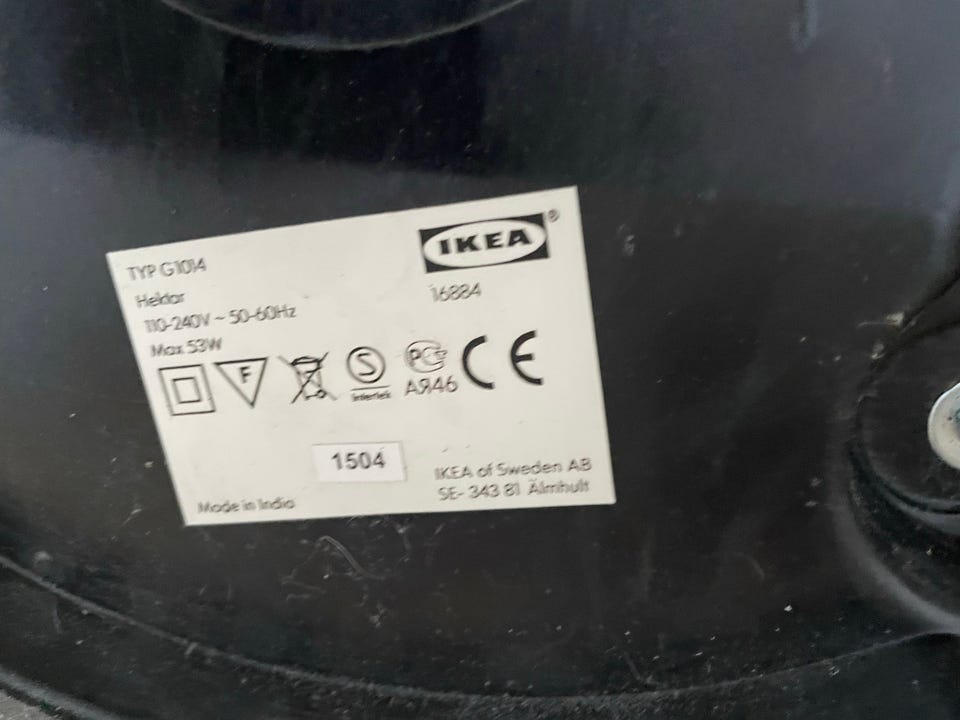 TYP G1014
IKEA®
Hektar
16884
110-240V ~ 50-60Hz
Max 53W
F
S
Intertek
PG
АЯ46
CE
1504
IKEA of Sweden AB
SE- 343 81 Älmhult
Made in India